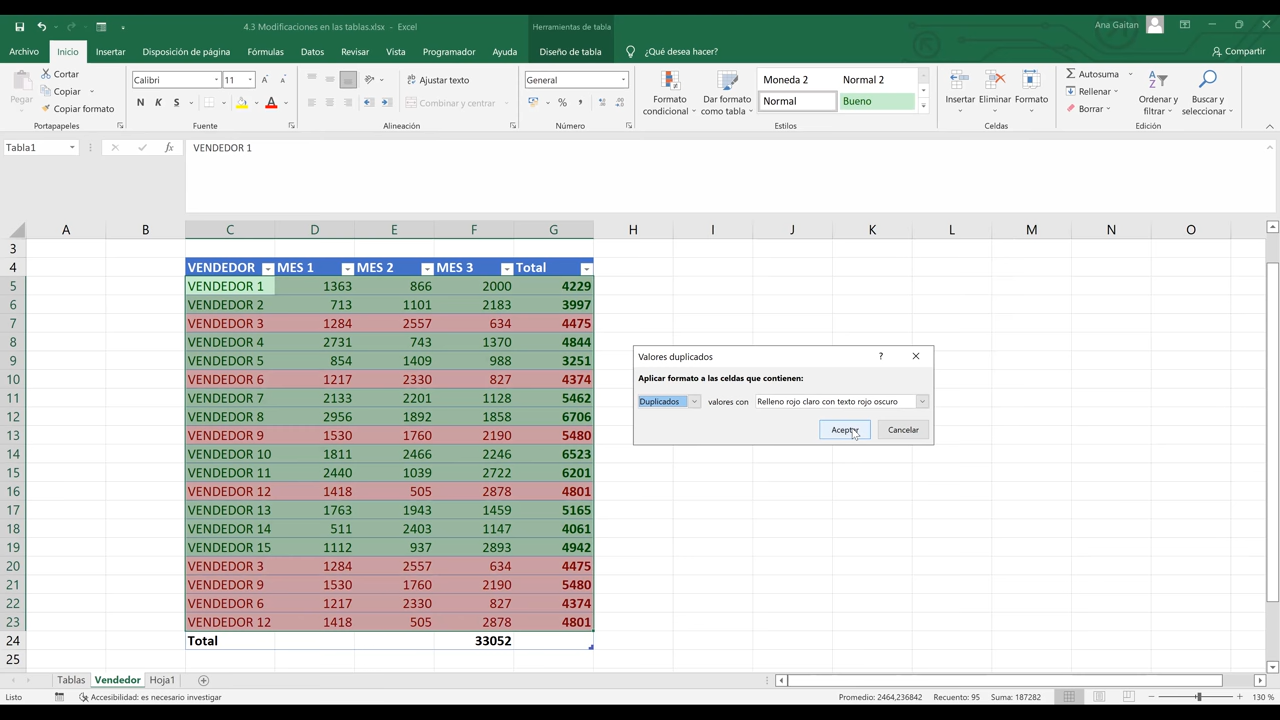 4.3 Modificaciones en las tablas.xlsx - Excel
Herramientas de tabla
Ana Gaitan
Archivo Inicio Insertar Disposición de página Fórmulas Datos Revisar Vista Programador Ayuda Diseño de tabla ¿Qué desea hacer? Compartir
Pegar
Cortar
Copiar
Copiar formato
Portapapeles
Calibri 11
N K S
Fuente
Ajustar texto
Combinar y centrar
Alineación
General
% 000
Número
Formato condicional
Dar formato como tabla
Moneda 2 Normal 2
Normal Bueno
Estilos
Insertar Eliminar Formato
Celdas
Autosuma
Rellenar
Borrar
Ordenar y filtrar
Buscar y seleccionar
Edición
Tabla1 fx VENDEDOR 1
A B C D E F G H I J K L M N O
3
4 VENDEDOR MES 1 MES 2 MES 3 Total
5 VENDEDOR 1 1363 866 2000 4229
6 VENDEDOR 2 713 1101 2183 3997
7 VENDEDOR 3 1284 2557 634 4475
8 VENDEDOR 4 2731 743 1370 4844
9 VENDEDOR 5 854 1409 988 3251
10 VENDEDOR 6 1217 2330 827 4374
11 VENDEDOR 7 2133 2201 1128 5462
12 VENDEDOR 8 2956 1892 1858 6706
13 VENDEDOR 9 1530 1760 2190 5480
14 VENDEDOR 10 1811 2466 2246 6523
15 VENDEDOR 11 2440 1039 2722 6201
16 VENDEDOR 12 1418 505 2878 4801
17 VENDEDOR 13 1763 1943 1459 5165
18 VENDEDOR 14 511 2403 1147 4061
19 VENDEDOR 15 1112 937 2893 4942
20 VENDEDOR 3 1284 2557 634 4475
21 VENDEDOR 9 1530 1760 2190 5480
22 VENDEDOR 6 1217 2330 827 4374
23 VENDEDOR 12 1418 505 2878 4801
24 Total 33052
25
Valores duplicados ?
Aplicar formato a las celdas que contienen:
Duplicados valores con Relleno rojo claro con texto rojo oscuro
Aceptar Cancelar
Tablas Vendedor Hoja1
Listo Accesibilidad: es necesario investigar Promedio: 2464,236842 Recuento: 95 Suma: 187282 130 %